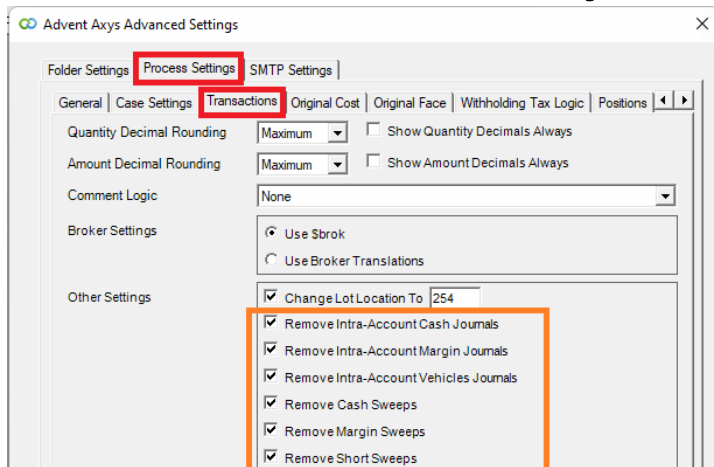 Advent Axys Advanced Settings
Folder Settings Process Settings SMTP Settings
General Case Settings Transactions Original Cost Original Face Withholding Tax Logic Positions
Quantity Decimal Rounding Maximum Show Quantity Decimals Always
Amount Decimal Rounding Maximum Show Amount Decimals Always
Comment Logic None
Broker Settings Use $brok
Use Broker Translations
Other Settings Change Lot Location To 254
Remove Intra-Account Cash Journals
Remove Intra-Account Margin Journals
Remove Intra-Account Vehicles Journals
Remove Cash Sweeps
Remove Margin Sweeps
Remove Short Sweeps